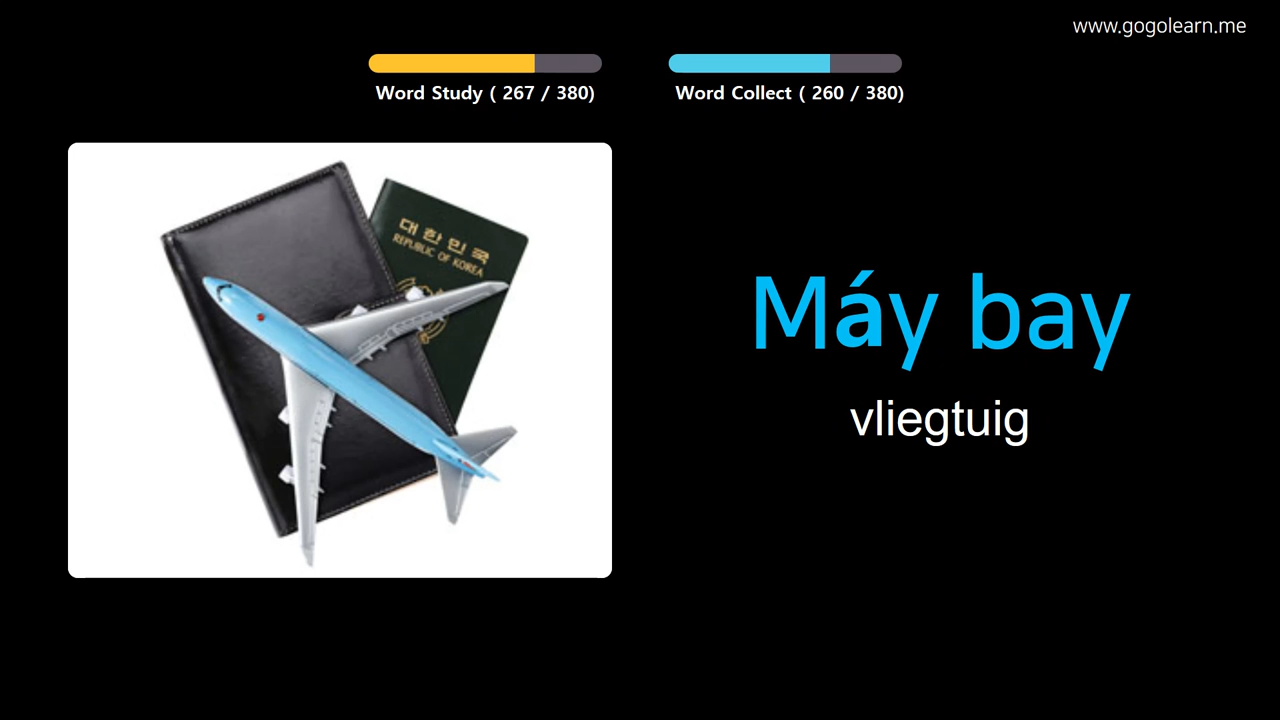 www.gogolearn.me
Word Study ( 267 / 380)
Word Collect ( 260 / 380)
대한민국
REPUBLIC OF KOREA
Máy bay
vliegtuig